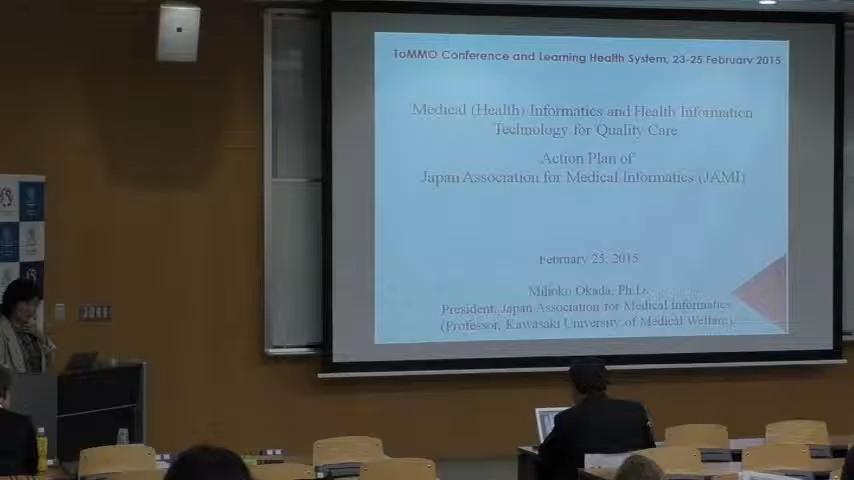 ToMMO Conference and Learning Health System, 23-25 February 2015
Medical (Health) Informatics and Health Information
Technology for Quality Care
Action Plan of
Japan Association for Medical Informatics (JAMI)
February 25, 2015
Mihoko Okada, Ph.D.
President, Japan Association for Medical Informatics
(Professor, Kawasaki University of Medical Welfare)